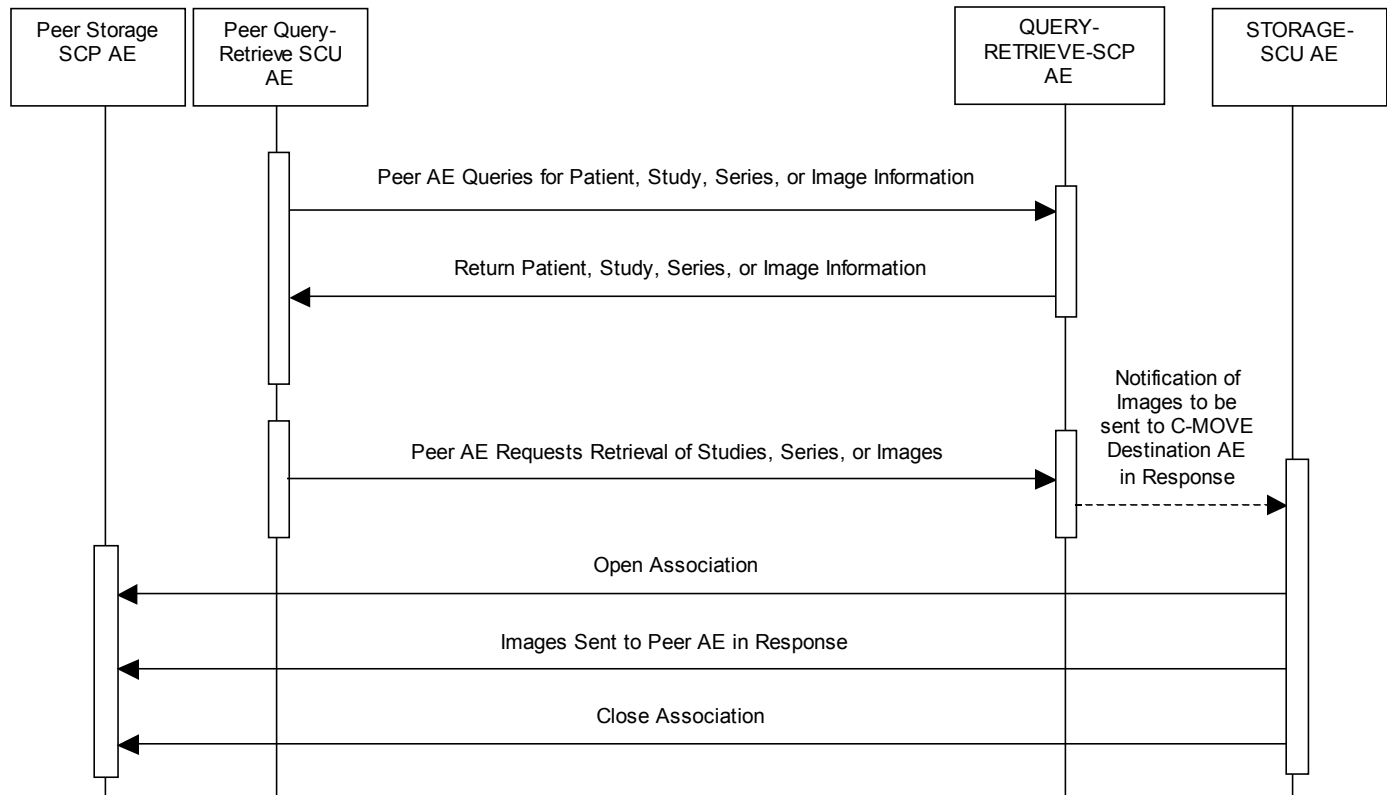 Peer Storage
SCP AE
Peer Query-
Retrieve SCU
AE
QUERY-
RETRIEVE-SCP
AE
STORAGE-
SCU AE
Peer AE Queries for Patient, Study, Series, or Image Information
Return Patient, Study, Series, or Image Information
Notification of
Images to be
sent to C-MOVE
Destination AE
in Response
Peer AE Requests Retrieval of Studies, Series, or Images
Open Association
Images Sent to Peer AE in Response
Close Association